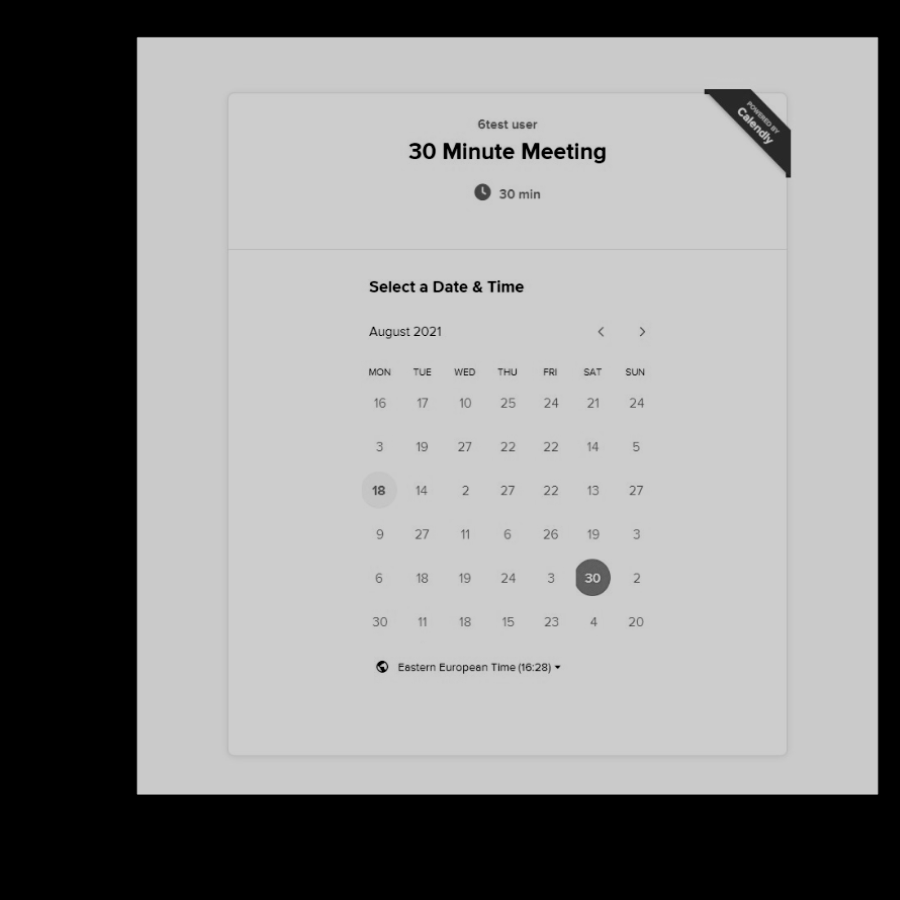 POWERED BY
Calendly
6test user
30 Minute Meeting
30 min
Select a Date & Time
August 2021
MON TUE WED THU FRI SAT SUN
16 17 10 25 24 21 24
3 19 27 22 22 14 5
18 14 2 27 22 13 27
9 27 11 6 26 19 3
6 18 19 24 3 30 2
30 11 18 15 23 4 20
Eastern European Time (16:28)